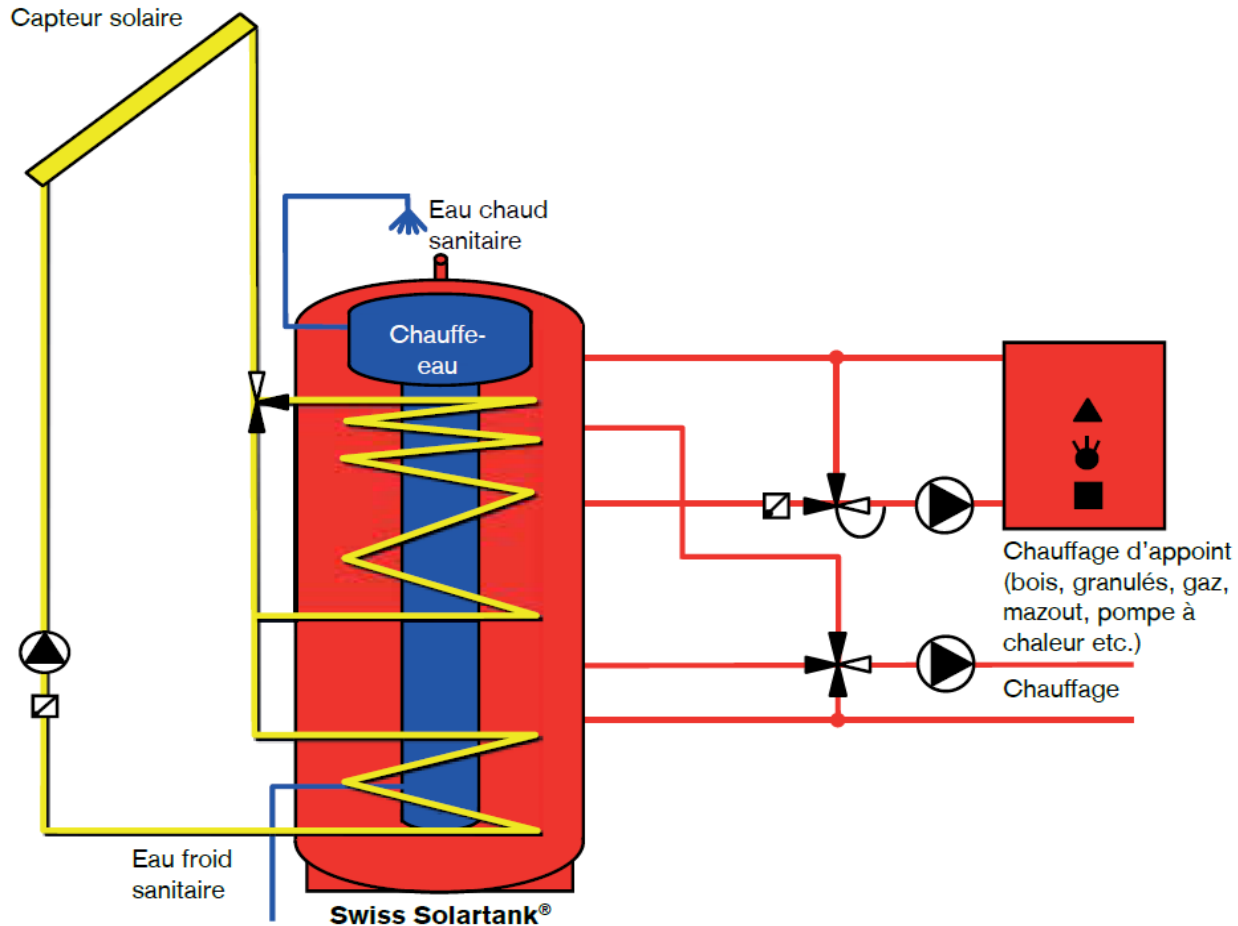 Capteur solaire
Eau chaud
sanitaire
Chauffe-
eau
Chauffage d'appoint
(bois, granulés, gaz,
mazout, pompe à
chaleur etc.)
Chauffage
Eau froid
sanitaire
Swiss Solartank®